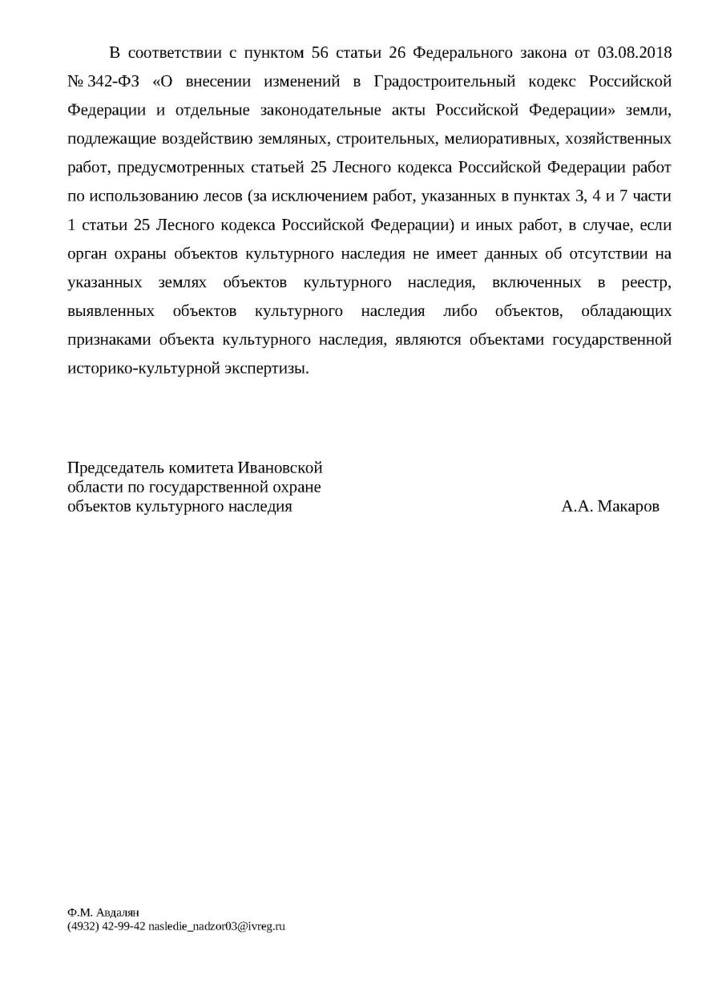 В соответствии с пунктом 56 статьи 26 Федерального закона от 03.08.2018
№ 342-ФЗ «О внесении изменений в Градостроительный кодекс Российской
Федерации и отдельные законодательные акты Российской Федерации» земли,
подлежащие воздействию земляных, строительных, мелиоративных, хозяйственных
работ, предусмотренных статьей 25 Лесного кодекса Российской Федерации работ
по использованию лесов (за исключением работ, указанных в пунктах 3, 4 и 7 части
1 статьи 25 Лесного кодекса Российской Федерации) и иных работ, в случае, если
орган охраны объектов культурного наследия не имеет данных об отсутствии на
указанных землях объектов культурного наследия, включенных в реестр,
выявленных объектов культурного наследия либо объектов, обладающих
признаками объекта культурного наследия, являются объектами государственной
историко-культурной экспертизы.
Председатель комитета Ивановской
области по государственной охране
объектов культурного наследия А.А. Макаров
Ф.М. Авдалян
(4932) 42-99-42 nasledie_nadzor03@ivreg.ru